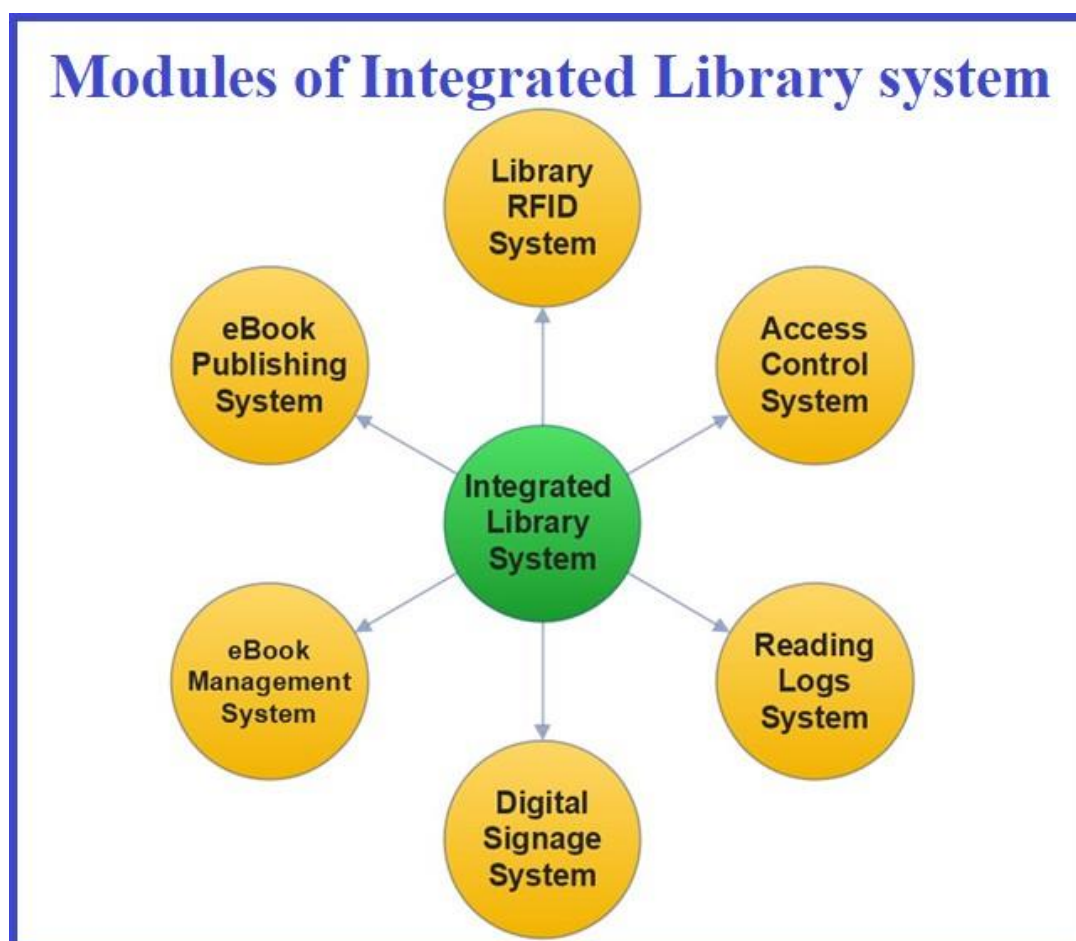 Modules of Integrated Library system
Library
RFID
System
Access
Control
System
Reading
Logs
System
Digital
Signage
System
eBook
Management
System
eBook
Publishing
System
Integrated
Library
System